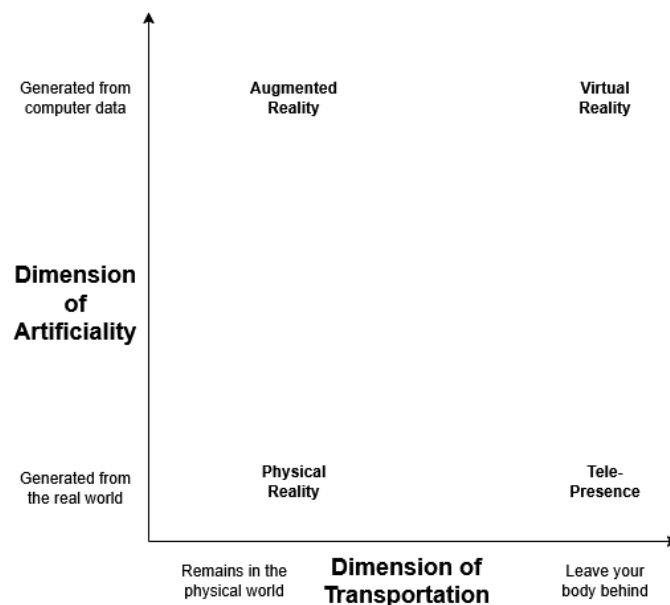 Generated from
computer data
Augmented
Reality
Virtual
Reality
Dimension
of
Artificiality
Generated from
the real world
Physical
Reality
Tele-
Presence
Remains in the
physical world
Dimension of
Transportation
Leave your
body behind